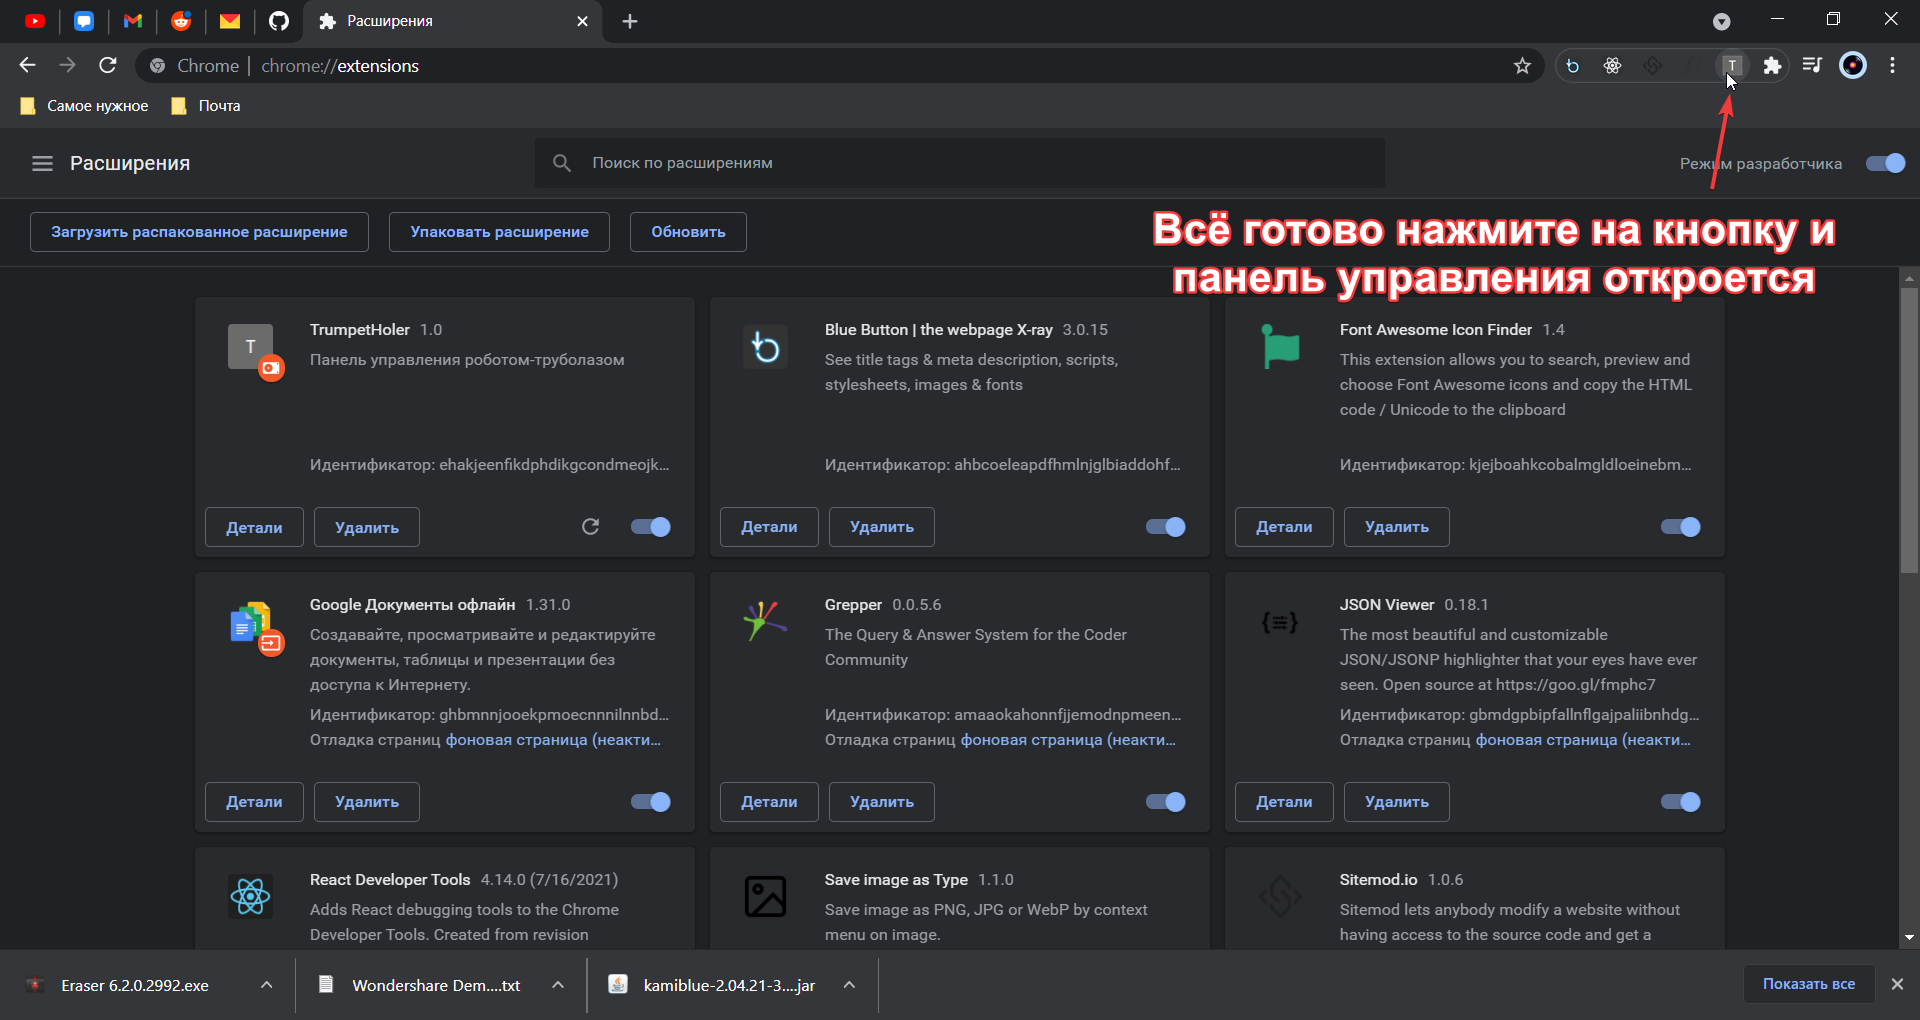 Расширения
Chrome | chrome://extensions
T
Самое нужное
Почта
Расширения
Поиск по расширениям
Режим разработчика
Загрузить распакованное расширение
Упаковать расширение
Обновить
Всё готово нажмите на кнопку и
панель управления откроется
T
TrumpetHoler 1.0
Панель управления роботом-труболазом
Идентификатор: ehakjeenfikdphdikgcondmeojk...
Детали
Удалить
Blue Button | the webpage X-ray 3.0.15
See title tags & meta description, scripts,
stylesheets, images & fonts
Идентификатор: ahbcoeleapdfhmlnjglbiaddohf...
Детали
Удалить
Font Awesome Icon Finder 1.4
This extension allows you to search, preview and
choose Font Awesome icons and copy the HTML
code / Unicode to the clipboard
Идентификатор: kjejboahkcobalmgldloeinebm...
Детали
Удалить
Google Документы офлайн 1.31.0
Создавайте, просматривайте и редактируйте
документы, таблицы и презентации без
доступа к Интернету.
Идентификатор: ghbmnnjooekpmoecnnnilnnbd...
Отладка страниц фоновая страница (неакти...
Детали
Удалить
Grepper 0.0.5.6
The Query & Answer System for the Coder
Community
Идентификатор: amaaokahonnfjjemodnpmeen...
Отладка страниц фоновая страница (неакти...
Детали
Удалить
JSON Viewer 0.18.1
The most beautiful and customizable
JSON/JSONP highlighter that your eyes have ever
seen. Open source at https://goo.gl/fmphc7
Идентификатор: gbmdgpbipfallnflgajpaliibnhdg...
Отладка страниц фоновая страница (неакти...
Детали
Удалить
React Developer Tools 4.14.0 (7/16/2021)
Adds React debugging tools to the Chrome
Developer Tools. Created from revision
Save image as Type 1.1.0
Save image as PNG, JPG or WebP by context
menu on image.
Sitemod.io 1.0.6
Sitemod lets anybody modify a website without
having access to the source code and get a
Eraser 6.2.0.2992.exe
Wondershare Dem....txt
kamiblue-2.04.21-3....jar
Показать все